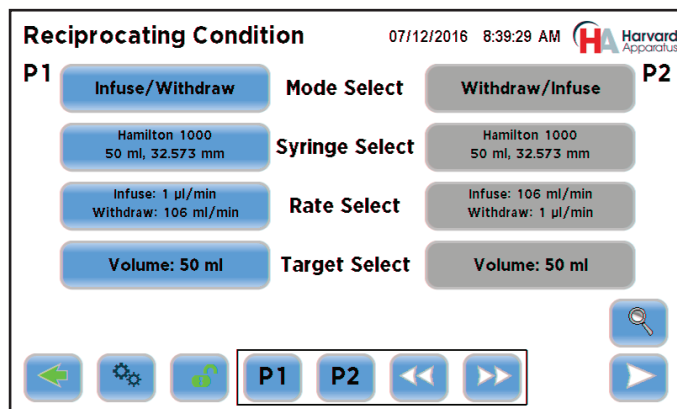 Reciprocating Condition
07/12/2016 8:39:29 AM
HA Harvard
Apparatus
P1
Infuse/Withdraw
Mode Select
Withdraw/Infuse
P2
Hamilton 1000
50 ml, 32.573 mm
Syringe Select
Hamilton 1000
50 ml, 32.573 mm
Infuse: 1 µl/min
Withdraw: 106 ml/min
Rate Select
Infuse: 106 ml/min
Withdraw: 1 µl/min
Volume: 50 ml
Target Select
Volume: 50 ml
P1
P2